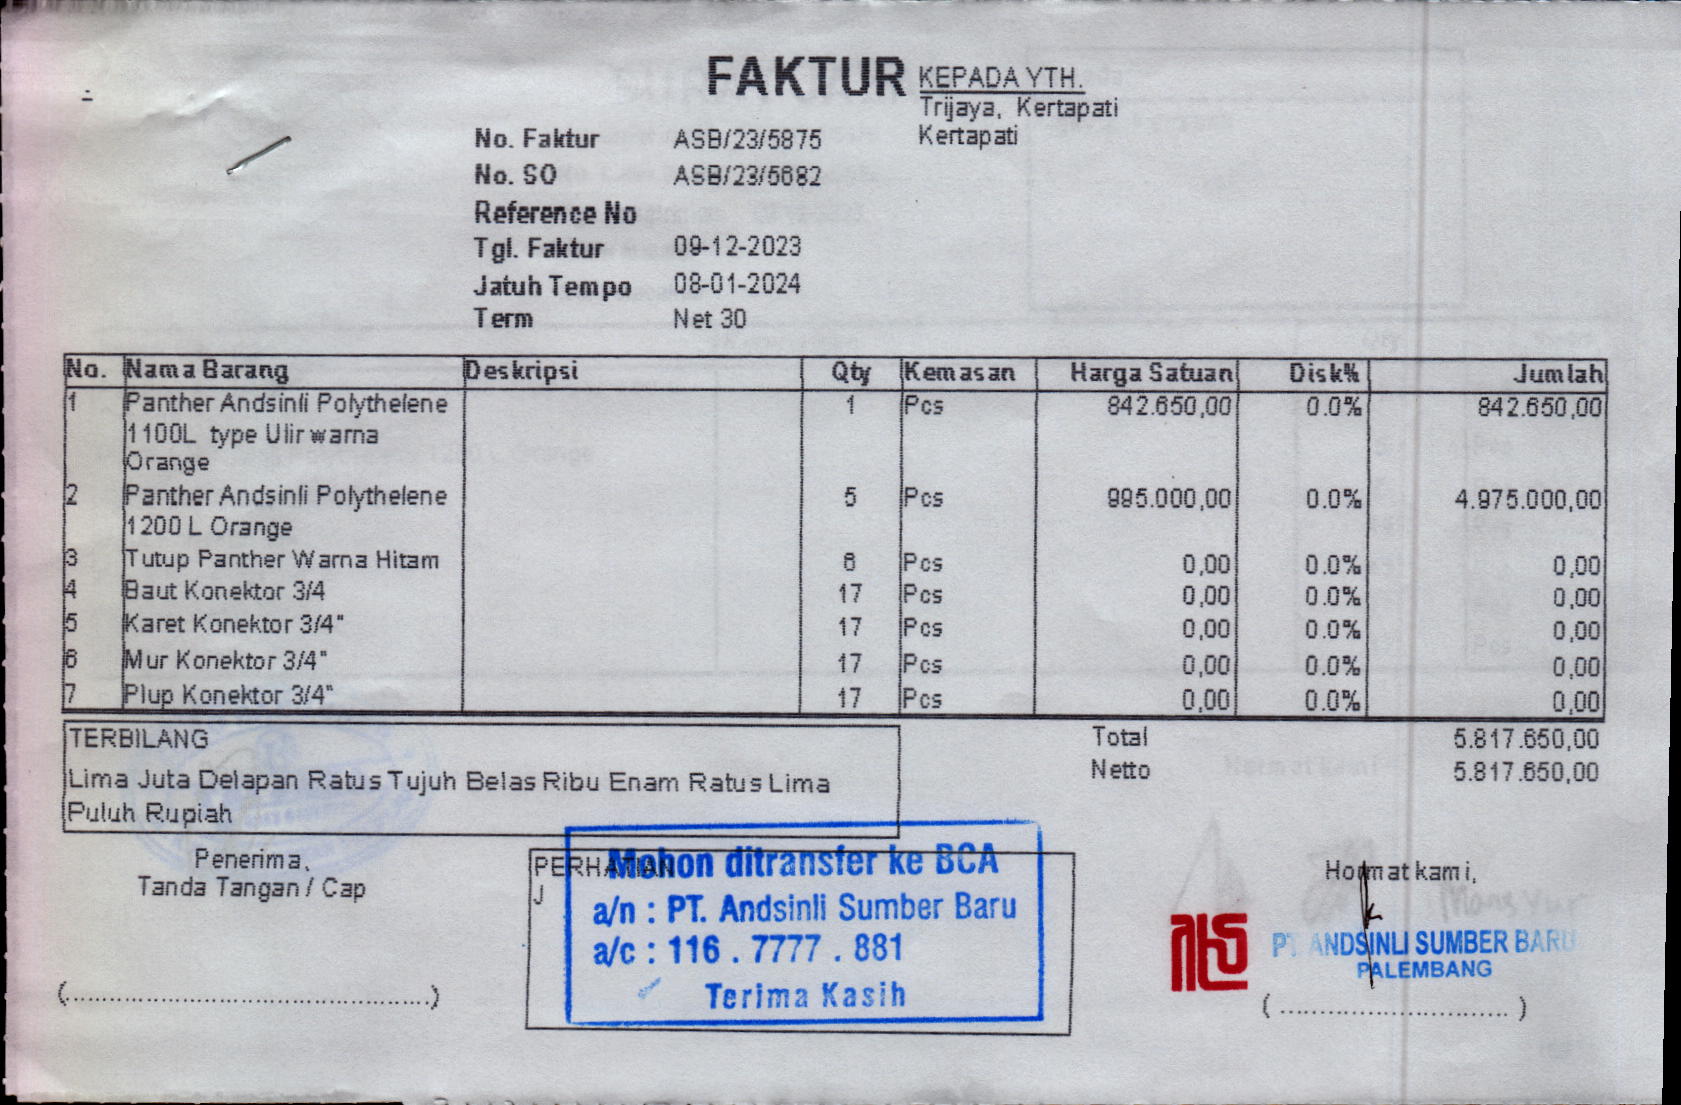 FAKTUR
KEPADA YTH.
Trijaya, Kertapati
Kertapati
No. Faktur ASB/23/5875
No. SO ASB/23/5682
Reference No
Tgl. Faktur 09-12-2023
Jatuh Tempo 08-01-2024
Term Net 30
No. Nama Barang Deskripsi Qty Kemasan Harga Satuan Disk% Jumlah
1 Panther Andsinli Polythelene 1 Pcs 842.650,00 0.0% 842.650,00
1100L type Ulir warna
Orange
2 Panther Andsinli Polythelene 5 Pcs 995.000,00 0.0% 4.975.000,00
1200 L Orange
3 Tutup Panther Warna Hitam 6 Pcs 0,00 0.0% 0,00
4 Baut Konektor 3/4 17 Pcs 0,00 0.0% 0,00
5 Karet Konektor 3/4" 17 Pcs 0,00 0.0% 0,00
6 Mur Konektor 3/4" 17 Pcs 0,00 0.0% 0,00
7 Plup Konektor 3/4" 17 Pcs 0,00 0.0% 0,00
TERBILANG
Lima Juta Delapan Ratus Tujuh Belas Ribu Enam Ratus Lima
Puluh Rupiah
Total 5.817.650,00
Netto 5.817.650,00
Penerima,
Tanda Tangan / Cap
(..................................................)
PERHATIAN
J
Mohon ditransfer ke BCA
a/n : PT. Andsinli Sumber Baru
a/c : 116 . 7777 . 881
Terima Kasih
Hormat kami,
Mansyur
PT ANDSINLI SUMBER BARU
PALEMBANG
( ............................... )